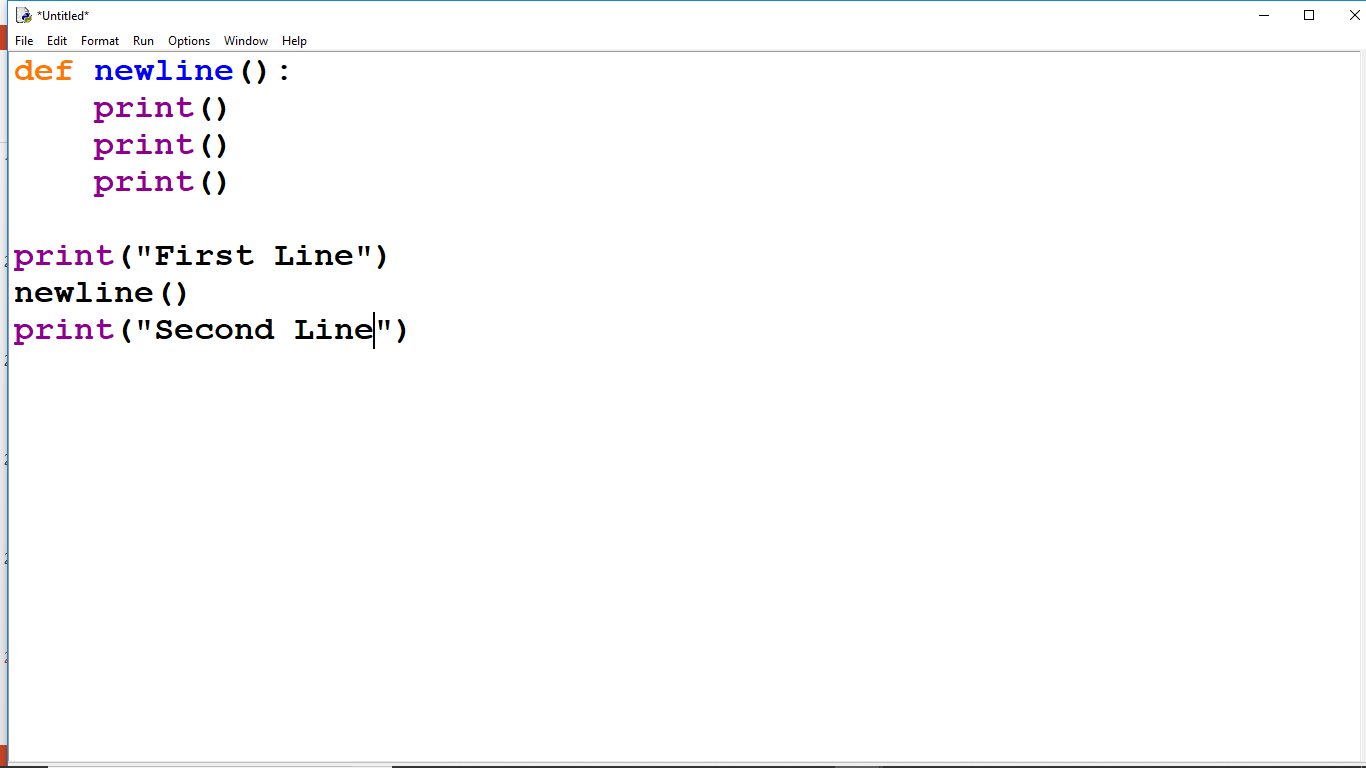 *Untitled*
File Edit Format Run Options Window Help
def newline():
    print()
    print()
    print()

print("First Line")
newline()
print("Second Line")